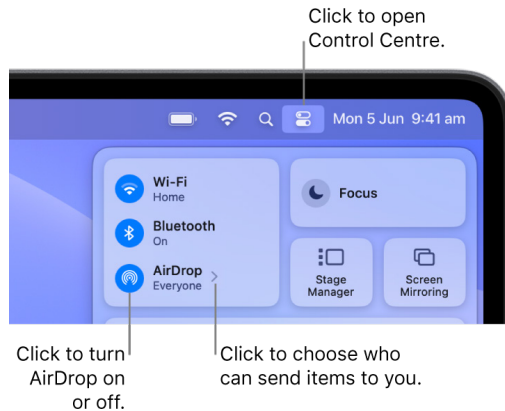 Click to open
Control Centre.
Mon 5 Jun 9:41 am
Wi-Fi
Home
Bluetooth
On
AirDrop
Everyone
Focus
Stage
Manager
Screen
Mirroring
Click to turn
AirDrop on
or off.
Click to choose who
can send items to you.